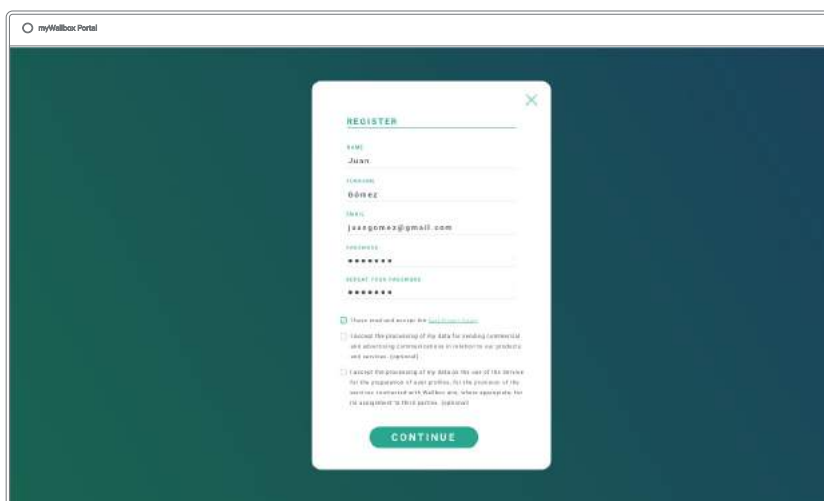 myWallbox Portal
REGISTER
NAME
Juan
SURNAME
Gómez
EMAIL
juangomez@gmail.com
PASSWORD
●●●●●●●
REPEAT YOUR PASSWORD
●●●●●●●
I have read and accept the
I accept the processing of my data for sending commercial
and advertising communications in relation to our products
and services. (optional)
I accept the processing of my data on the use of the service
for the preparation of user profiles, for the provision of the
services contracted with Wallbox and, where appropriate, for
its assignment to third parties. (optional)
CONTINUE